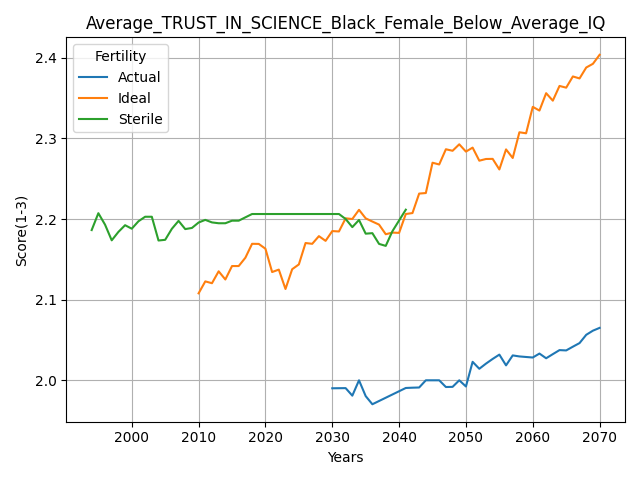 Average_TRUST_IN_SCIENCE_Black_Female_Below_Average_IQ
Fertility
Actual
Ideal
Sterile
Score(1-3)
2.4
2.3
2.2
2.1
2.0
2000 2010 2020 2030 2040 2050 2060 2070
Years